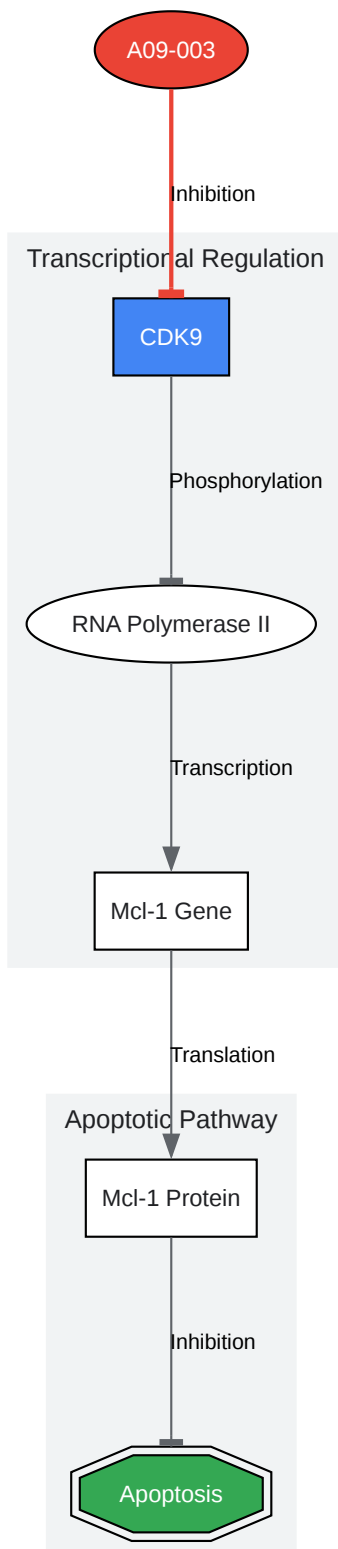 A09-003
Inhibition
Transcriptional Regulation
CDK9
Phosphorylation
RNA Polymerase II
Transcription
Mcl-1 Gene
Translation
Apoptotic Pathway
Mcl-1 Protein
Inhibition
Apoptosis